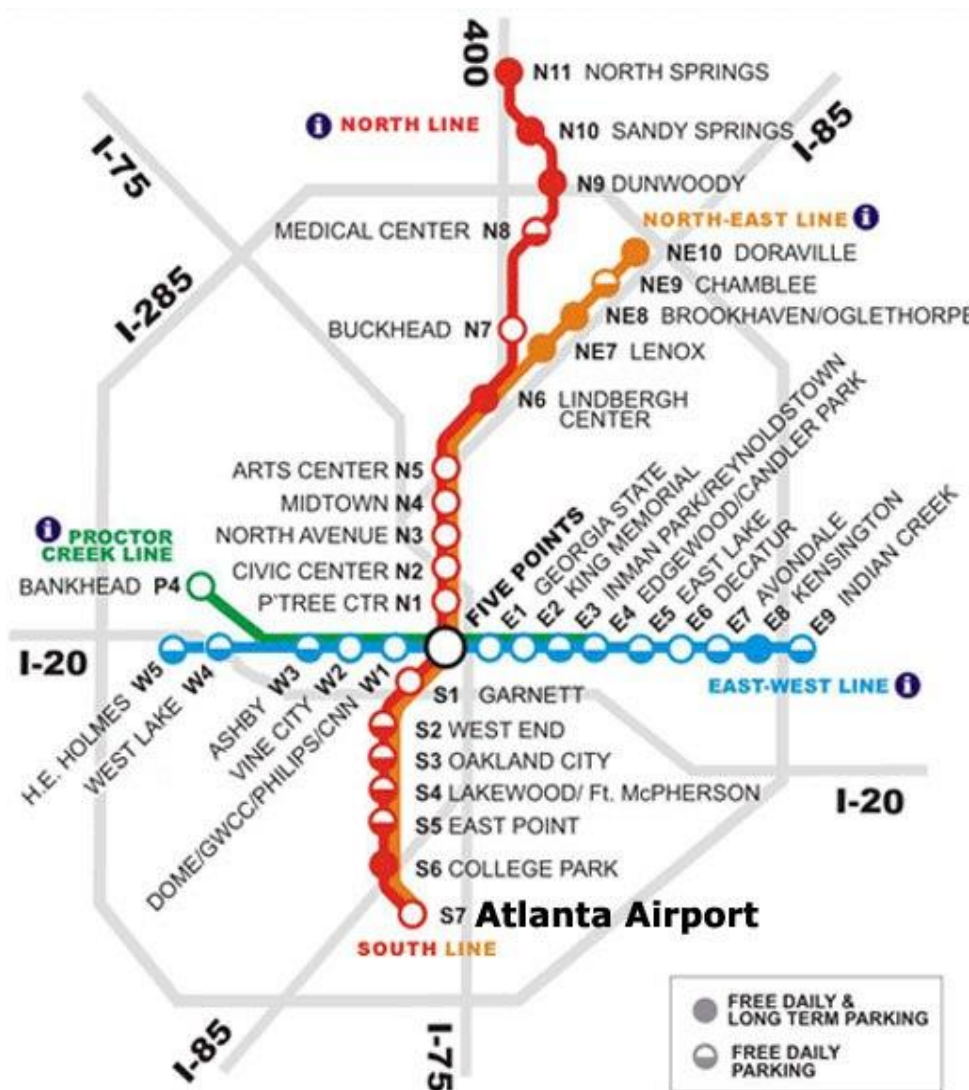 400
N11 NORTH SPRINGS
i NORTH LINE
N10 SANDY SPRINGS
I-85
I-75
N9 DUNWOODY
NORTH-EAST LINE i
MEDICAL CENTER N8
NE10 DORAVILLE
NE9 CHAMBLEE
I-285
NE8 BROOKHAVEN/OGLETHORPE
BUCKHEAD N7
NE7 LENOX
N6 LINDBERGH
CENTER
ARTS CENTER N5
MIDTOWN N4
NORTH AVENUE N3
CIVIC CENTER N2
P'TREE CTR N1
i PROCTOR
CREEK LINE
BANKHEAD P4
FIVE POINTS
E1 GEORGIA STATE
E2 KING MEMORIAL
E3 INMAN PARK/REYNOLDSTOWN
E4 EDGEWOOD/CANDLER PARK
E5 EAST LAKE
E6 DECATUR
E7 AVONDALE
E8 KENSINGTON
E9 INDIAN CREEK
I-20
H.E. HOLMES W5
WEST LAKE W4
ASHBY W3
VINE CITY W2
DOME/GWCC/PHILIPS/CNN W1
EAST-WEST LINE i
S1 GARNETT
S2 WEST END
S3 OAKLAND CITY
S4 LAKEWOOD/ Ft. McPHERSON
I-20
S5 EAST POINT
S6 COLLEGE PARK
S7 Atlanta Airport
SOUTH LINE
I-85
I-75
FREE DAILY &
LONG TERM PARKING
FREE DAILY
PARKING